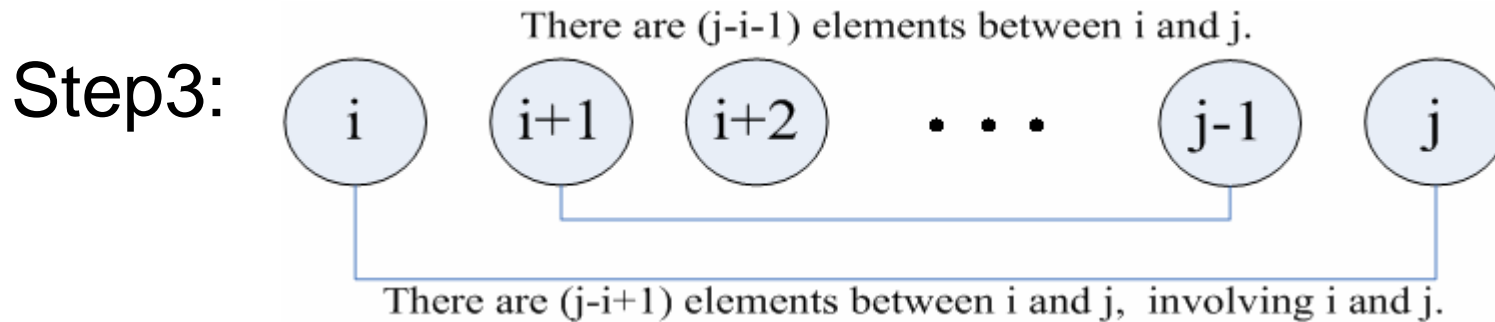 There are (j-i-1) elements between i and j.
Step3:
i i+1 i+2 • • • j-1 j
There are (j-i+1) elements between i and j, involving i and j.